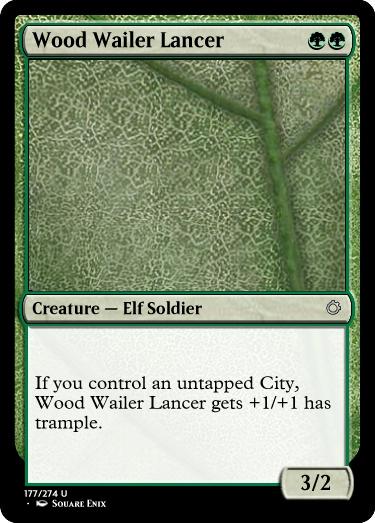 Wood Wailer Lancer
Creature — Elf Soldier
If you control an untapped City,
Wood Wailer Lancer gets +1/+1 has
trample.
3/2
177/274 U
· Square Enix